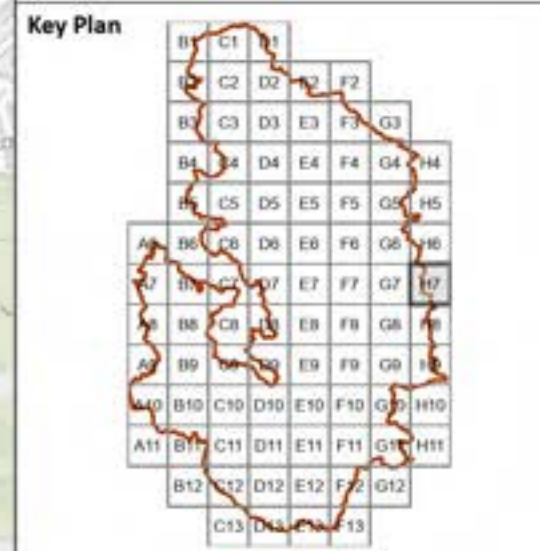 Key Plan
B1 C1 D1
B2 C2 D2 E2 F2
B3 C3 D3 E3 F3 G3
B4 C4 D4 E4 F4 G4 H4
B5 C5 D5 E5 F5 G5 H5
A6 B6 C6 D6 E6 F6 G6 H6
A7 B7 C7 D7 E7 F7 G7 H7
A8 B8 C8 D8 E8 F8 G8 H8
A9 B9 C9 D9 E9 F9 G9 H9
A10 B10 C10 D10 E10 F10 G10 H10
A11 B11 C11 D11 E11 F11 G11 H11
B12 C12 D12 E12 F12 G12
C13 D13 E13 F13